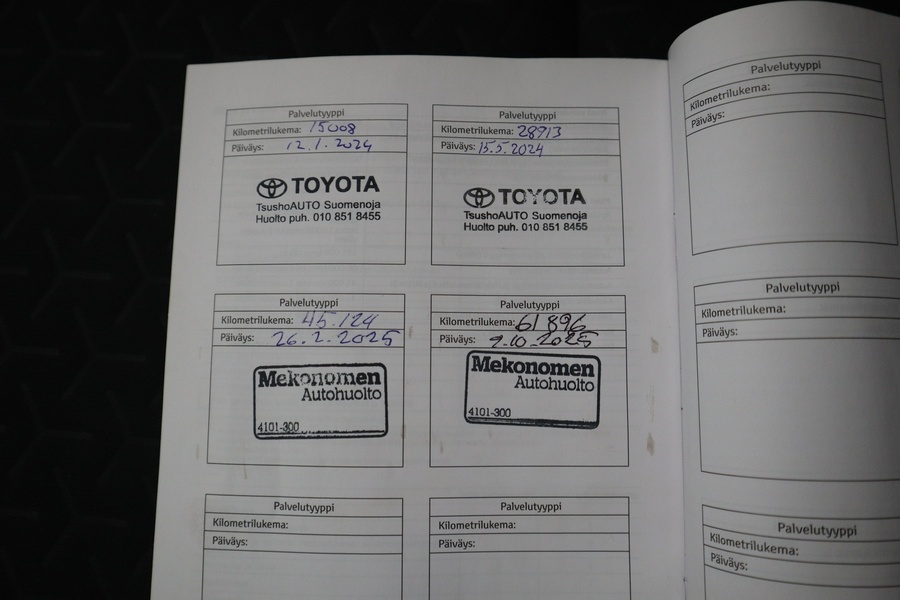 Palvelutyyppi
Kilometrilukema: 15008
Päiväys: 12.1.2024
TOYOTA
TsushoAUTO Suomenoja
Huolto puh. 010 851 8455
Palvelutyyppi
Kilometrilukema: 28913
Päiväys: 15.5.2024
TOYOTA
TsushoAUTO Suomenoja
Huolto puh. 010 851 8455
Palvelutyyppi
Kilometrilukema: 45.124
Päiväys: 26.2.2025
Mekonomen
Autohuolto
4101-300
Palvelutyyppi
Kilometrilukema: 61896
Päiväys: 9.10.2025
Mekonomen
Autohuolto
4101-300
Palvelutyyppi
Kilometrilukema:
Päiväys:
Palvelutyyppi
Kilometrilukema:
Päiväys:
Palvelutyyppi
Kilometrilukema:
Päiväys:
Palvelutyyppi
Kilometrilukema:
Päiväys:
Palvelutyyppi
Kilometrilukema:
Päiväys: